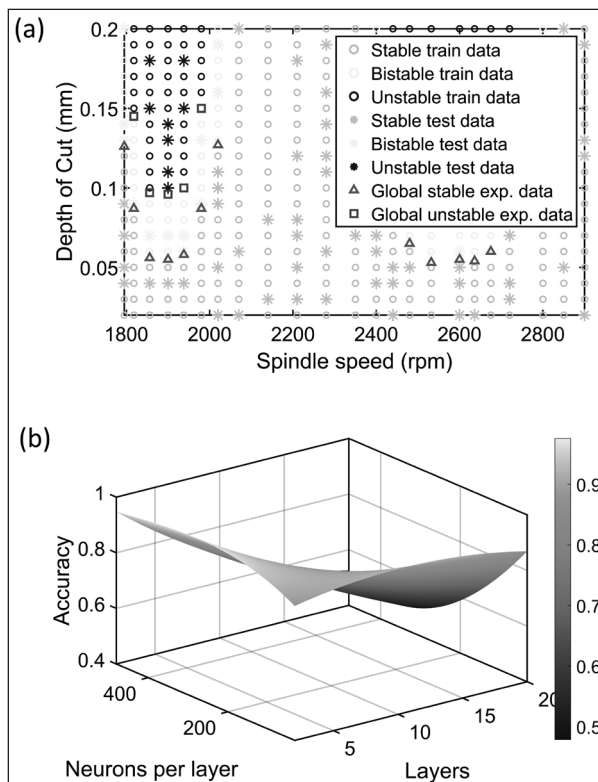 (a)
0.2
0.15
0.1
0.05
Depth of Cut (mm)
Stable train data
Bistable train data
Unstable train data
Stable test data
Bistable test data
Unstable test data
Global stable exp. data
Global unstable exp. data
1800 2000 2200 2400 2600 2800
Spindle speed (rpm)
(b)
1
0.8
0.6
0.4
Accuracy
400
200
Neurons per layer
5
10
15
20
Layers
0.9
0.8
0.7
0.6
0.5